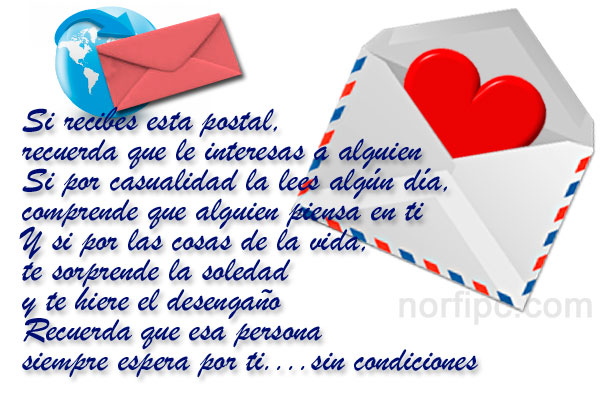 Si recibes esta postal,
recuerda que le interesas a alguien
Si por casualidad la lees algún día,
comprende que alguien piensa en ti
Y si por las cosas de la vida,
te sorprende la soledad
y te hiere el desengaño
Recuerda que esa persona
siempre espera por ti....sin condiciones
norfipc.com